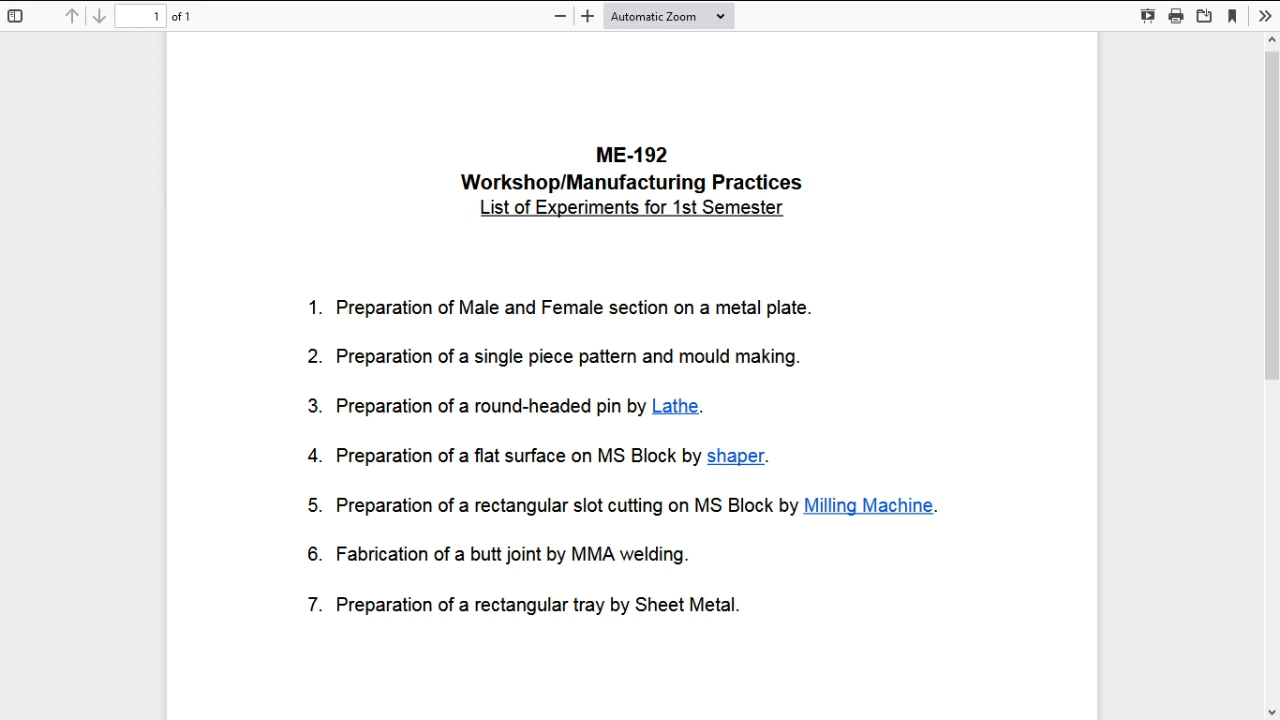 1 of 1
Automatic Zoom
ME-192
Workshop/Manufacturing Practices
List of Experiments for 1st Semester
1. Preparation of Male and Female section on a metal plate.
2. Preparation of a single piece pattern and mould making.
3. Preparation of a round-headed pin by Lathe.
4. Preparation of a flat surface on MS Block by shaper.
5. Preparation of a rectangular slot cutting on MS Block by Milling Machine.
6. Fabrication of a butt joint by MMA welding.
7. Preparation of a rectangular tray by Sheet Metal.